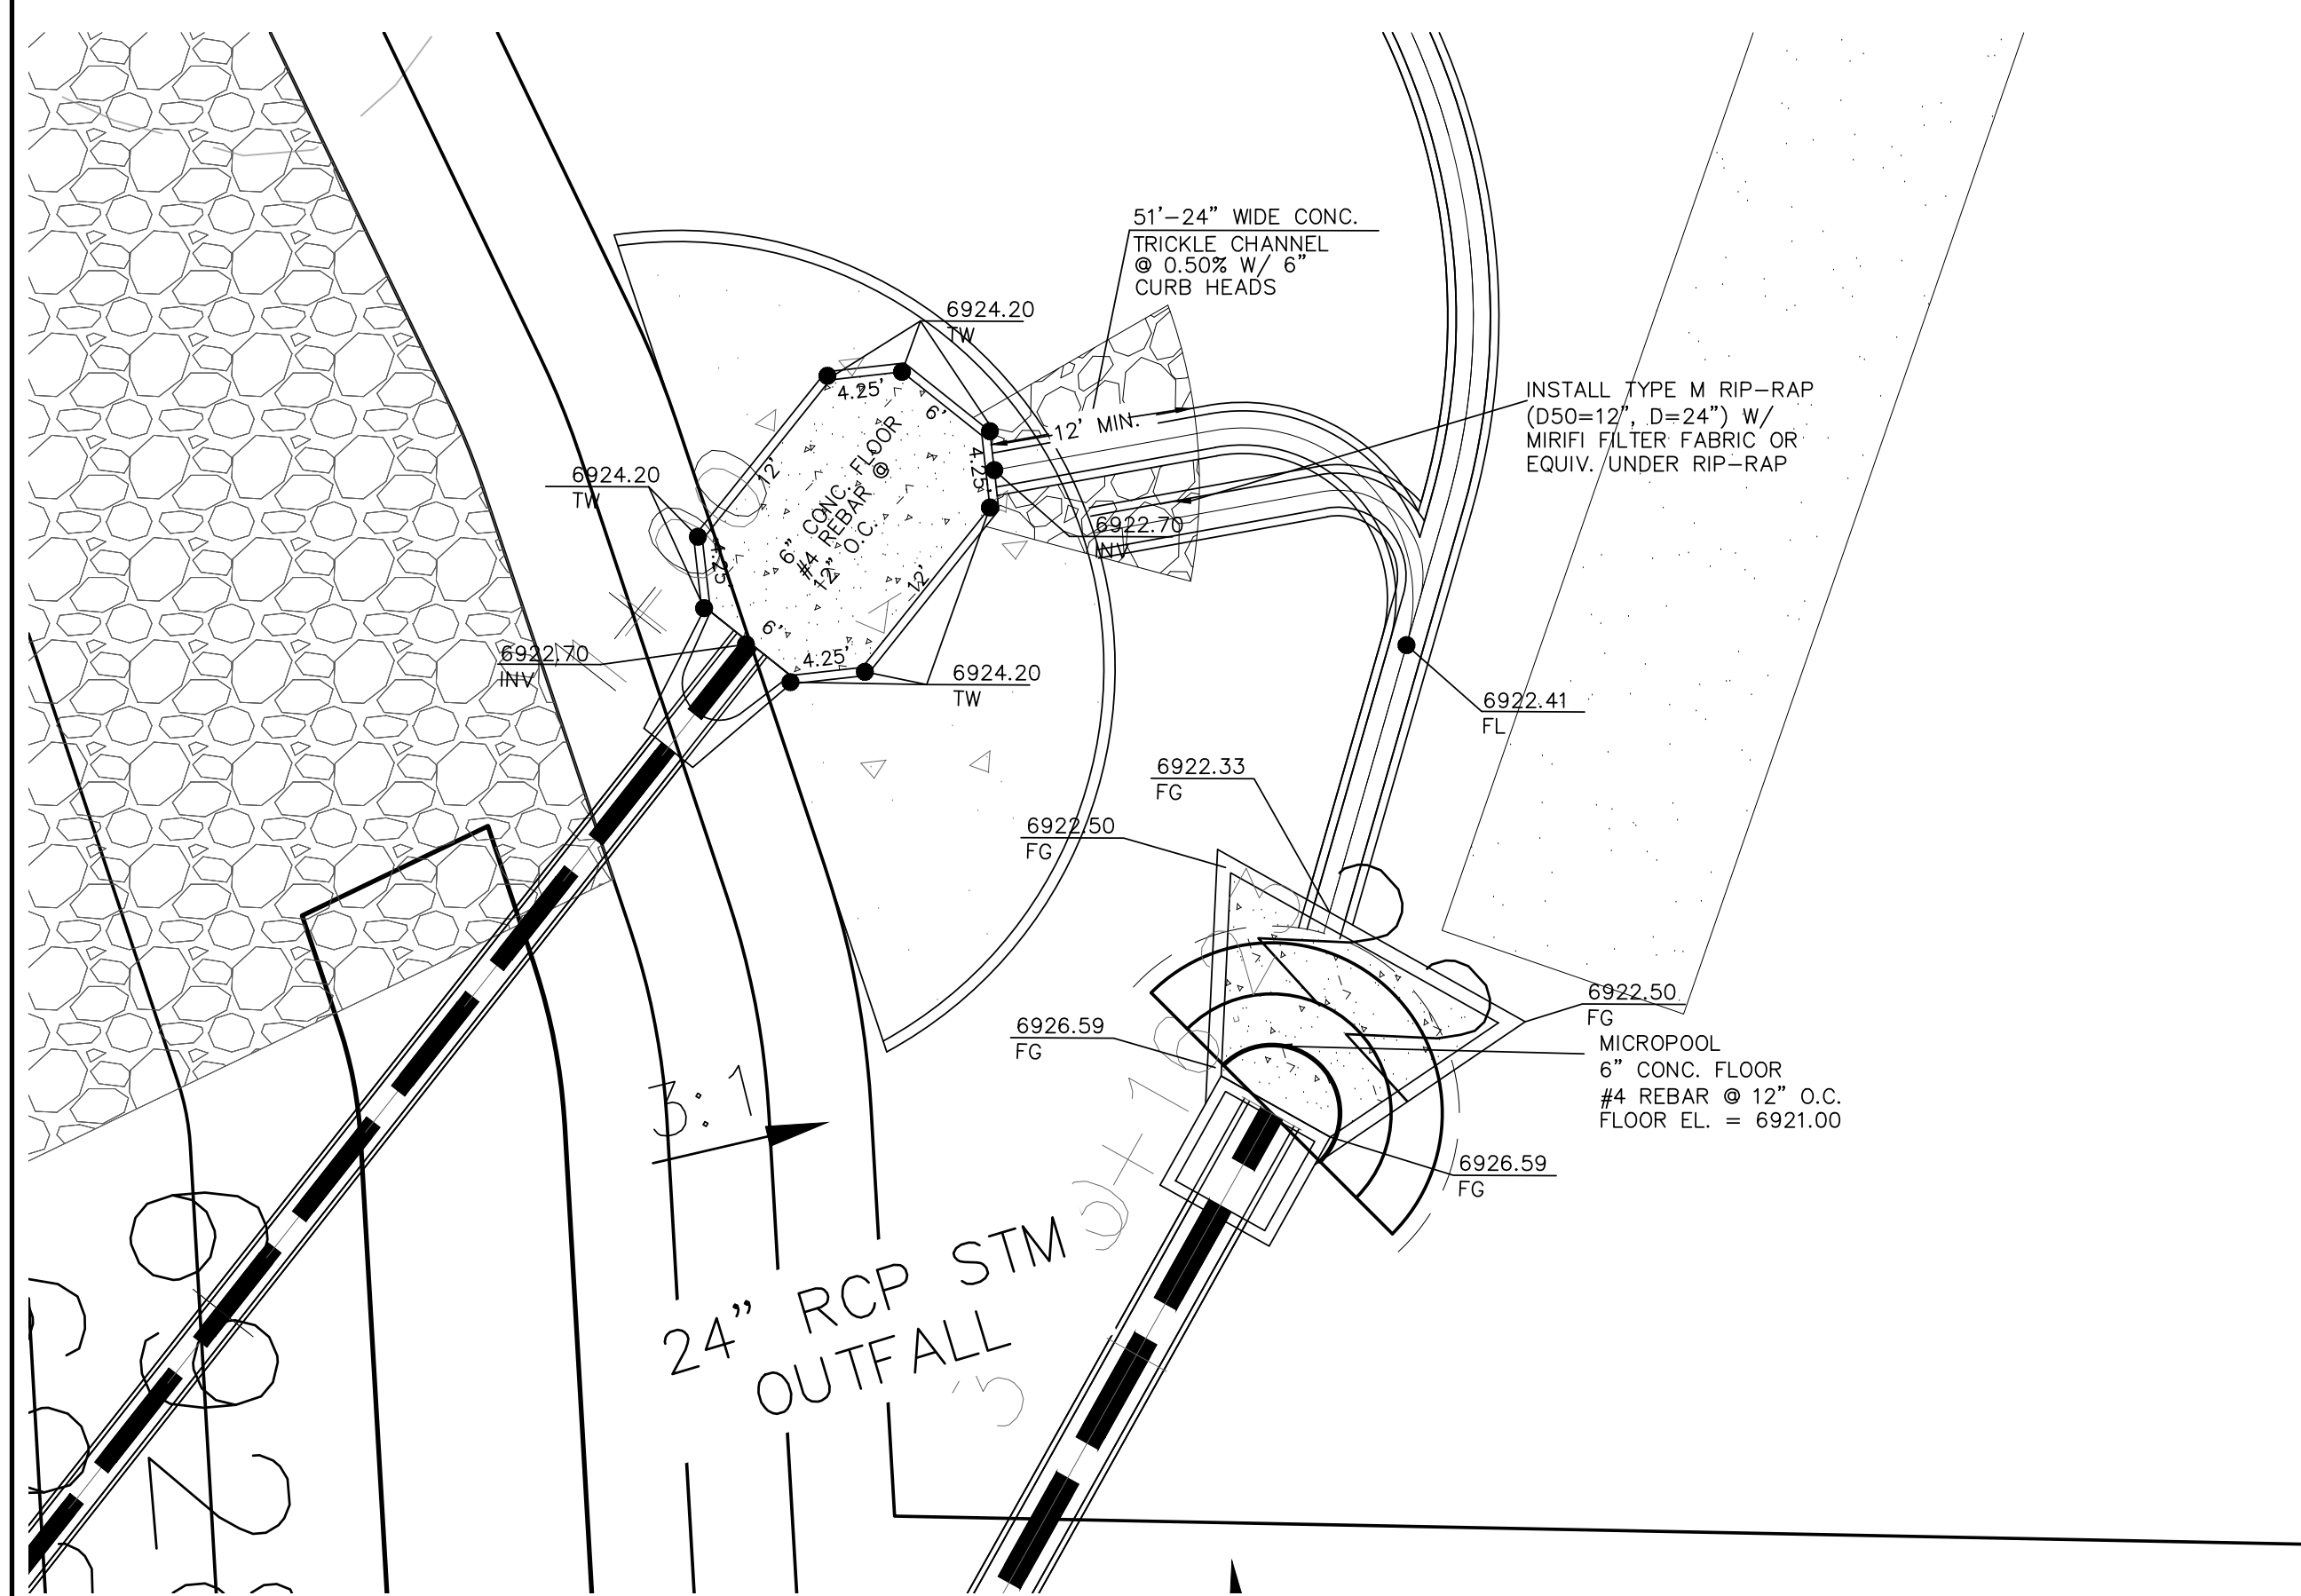 51'-24" WIDE CONC.
TRICKLE CHANNEL
@ 0.50% W/ 6"
CURB HEADS
6924.20
TW
INSTALL TYPE M RIP-RAP
(D50=12", D=24") W/
MIRIFI FILTER FABRIC OR
EQUIV. UNDER RIP-RAP
4.25'
6'
12' MIN.
4.25'
12'
6" CONC. FLOOR
#4 REBAR @
12" O.C.
6924.20
TW
6922.70
INV
4.25'
12'
6'
4.25'
6922.70
INV
6924.20
TW
6922.41
FL
6922.33
FG
6922.50
FG
6922.50
FG
6926.59
FG
MICROPOOL
6" CONC. FLOOR
#4 REBAR @ 12" O.C.
FLOOR EL. = 6921.00
6926.59
FG
3:1
24" RCP STM
OUTFALL